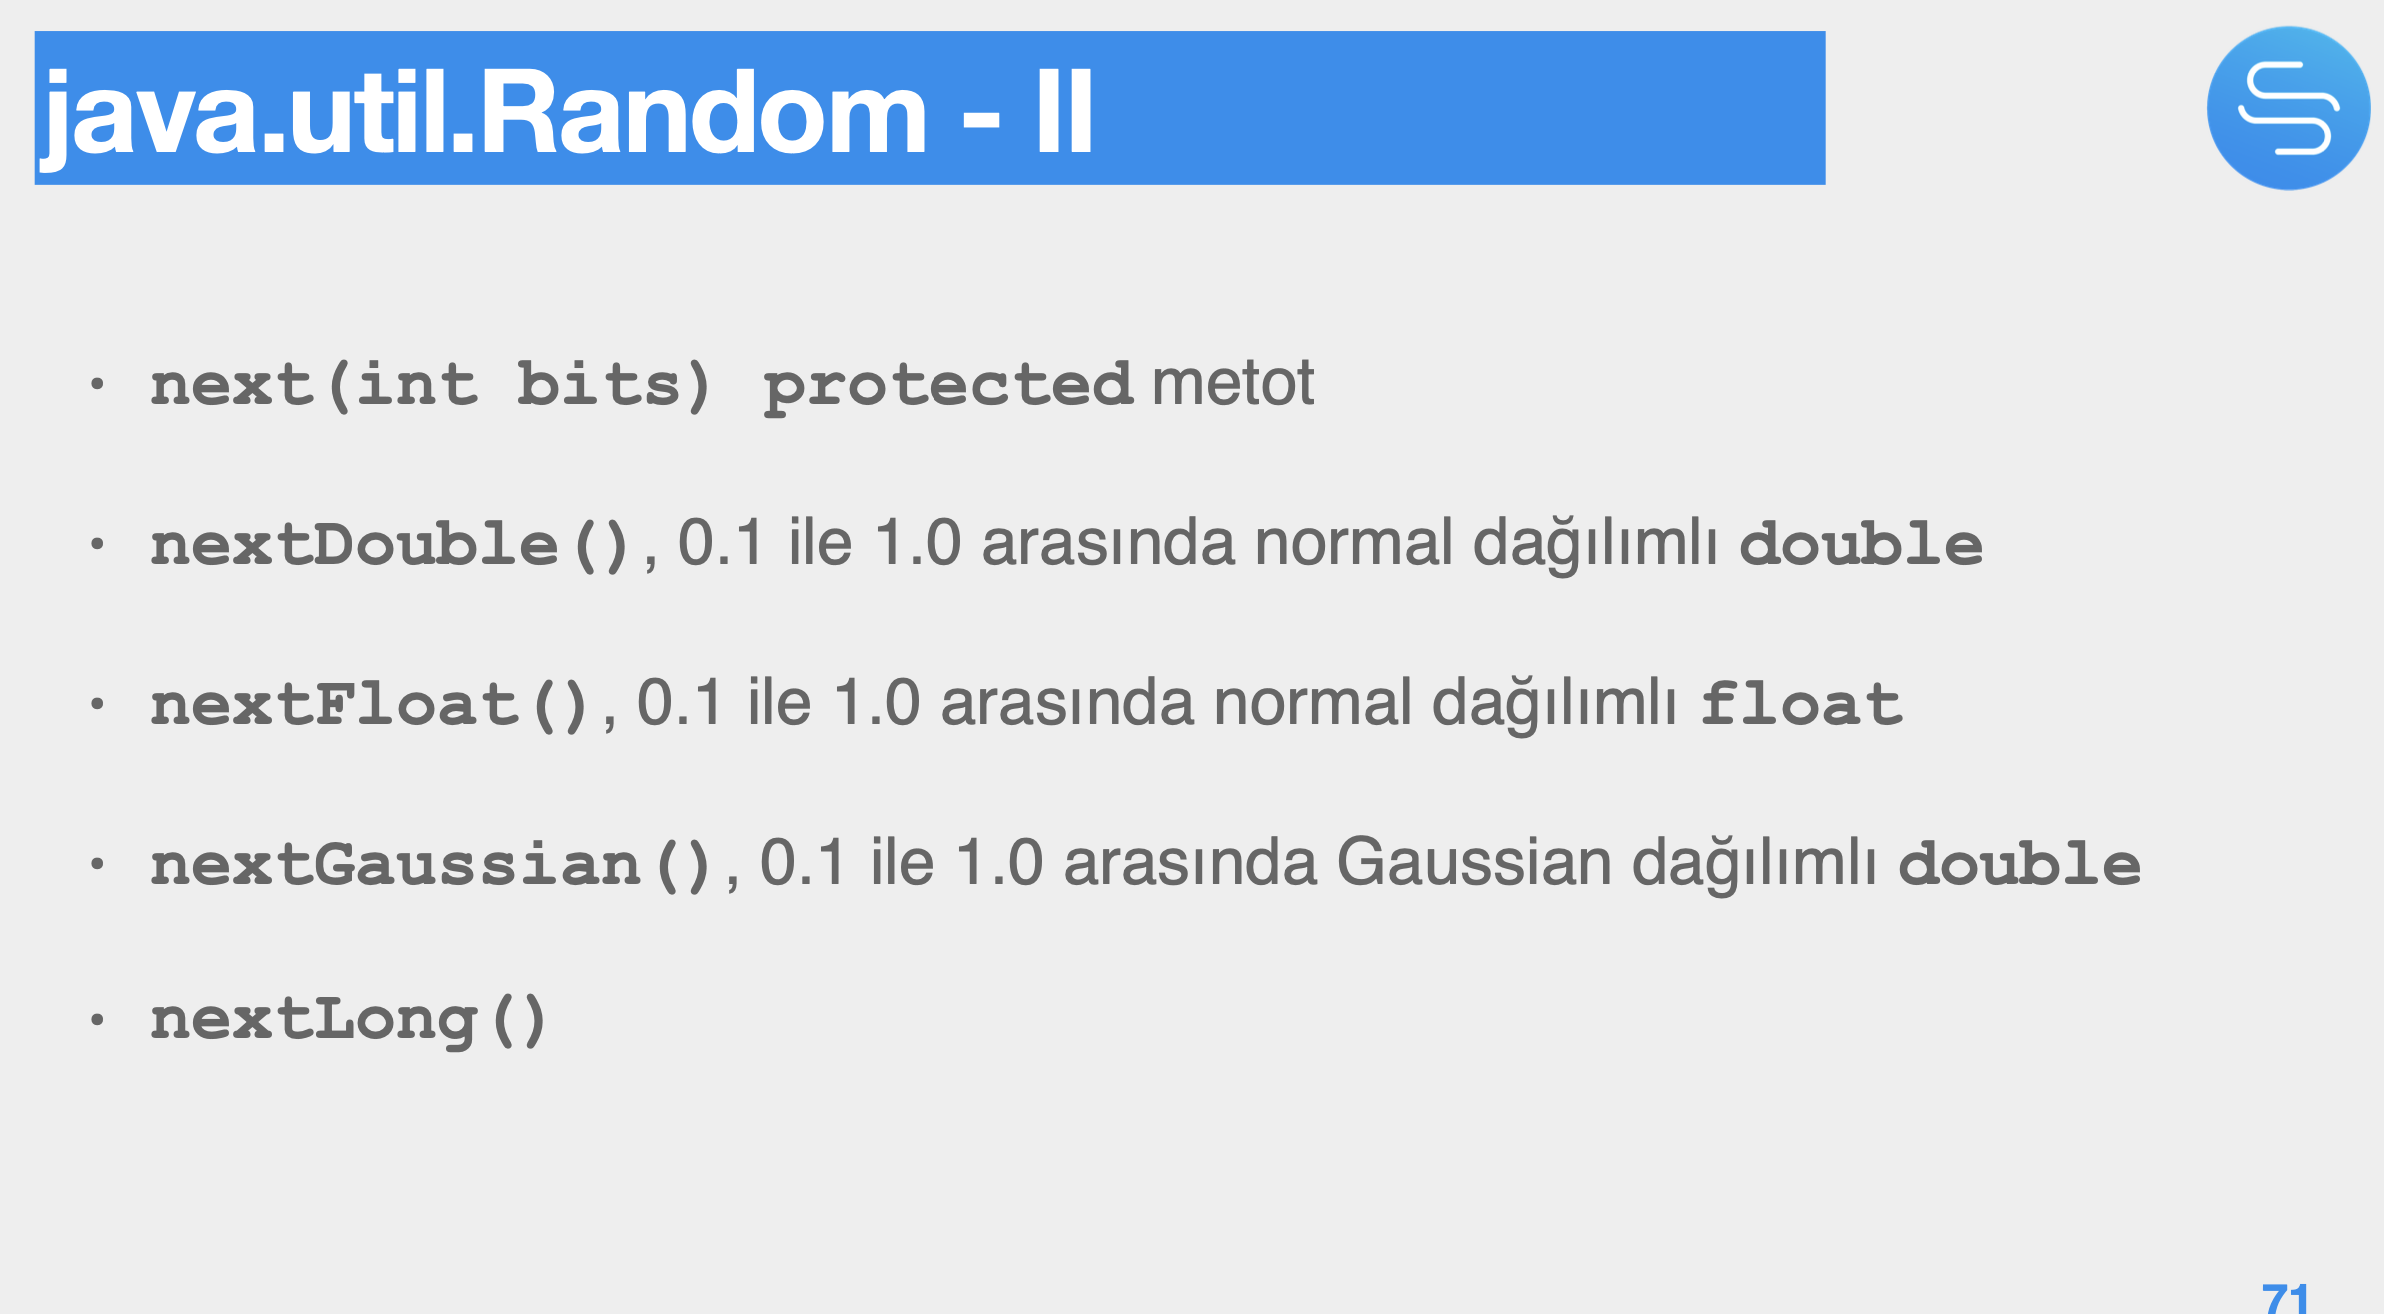 java.util.Random - II
• next(int bits) protected metot
• nextDouble(), 0.1 ile 1.0 arasında normal dağılımlı double
• nextFloat(), 0.1 ile 1.0 arasında normal dağılımlı float
• nextGaussian(), 0.1 ile 1.0 arasında Gaussian dağılımlı double
• nextLong()
71